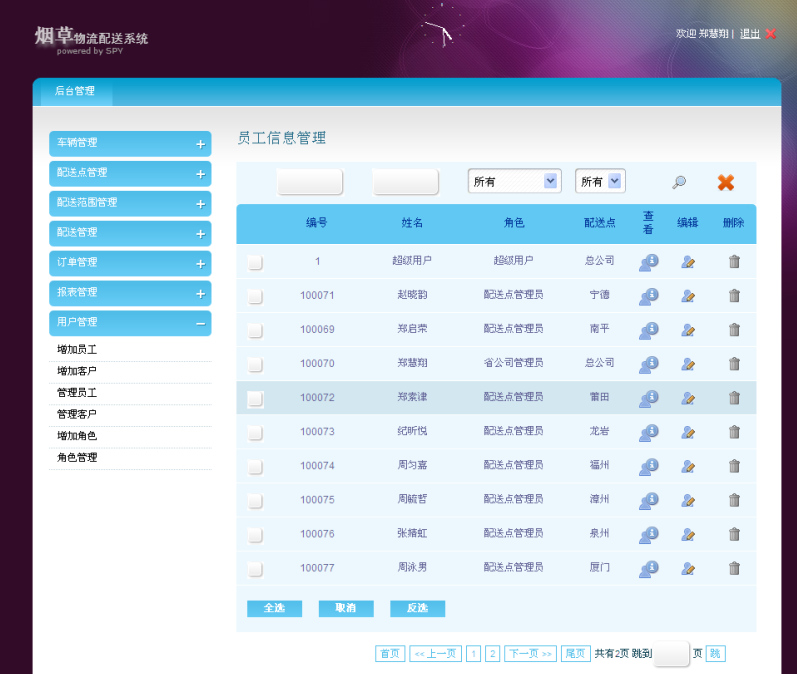 烟草物流配送系统
powered by SPY
欢迎 郑慧翔 | 退出
后台管理
车辆管理
配送点管理
配送范围管理
配送管理
订单管理
报表管理
用户管理
增加员工
增加客户
管理员工
管理客户
增加角色
角色管理
员工信息管理
所有 所有
编号 姓名 角色 配送点 查看 编辑 删除
1 超级用户 超级用户 总公司
100071 赵晓韵 配送点管理员 宁德
100069 郑启荣 配送点管理员 南平
100070 郑慧翔 省公司管理员 总公司
100072 郑素津 配送点管理员 莆田
100073 纪昕悦 配送点管理员 龙岩
100074 周匀嘉 配送点管理员 福州
100075 周毓哲 配送点管理员 漳州
100076 张绮虹 配送点管理员 泉州
100077 周泳男 配送点管理员 厦门
全选 取消 反选
首页 << 上一页 1 2 下一页 >> 尾页 共有2页 跳到 页 跳